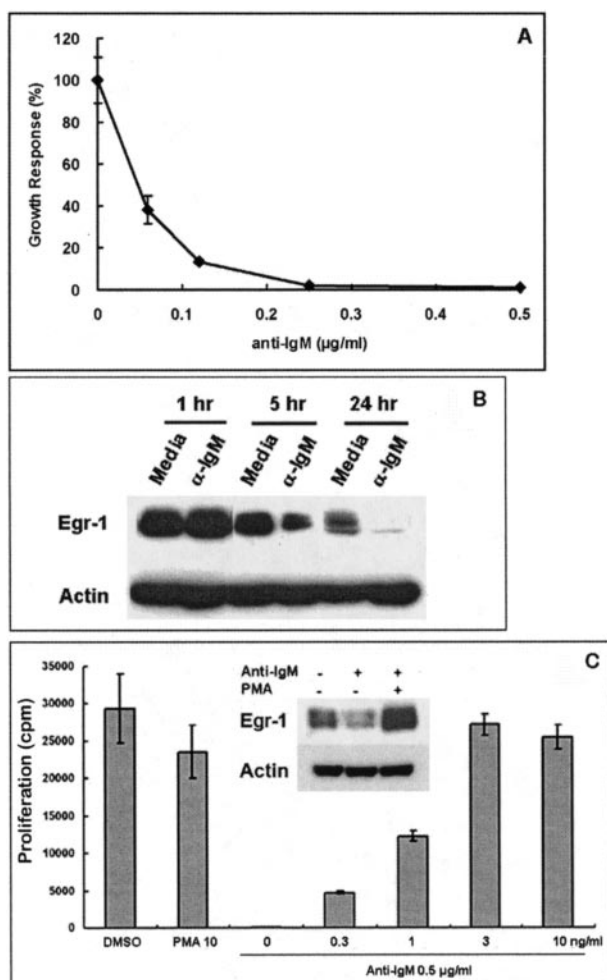 A
120
100
80
60
40
20
0
Growth Response (%)
0 0.1 0.2 0.3 0.4 0.5
anti-IgM (µg/ml)
B
1 hr 5 hr 24 hr
Media α-IgM Media α-IgM Media α-IgM
Egr-1
Actin
C
35000
30000
25000
20000
15000
10000
5000
0
Proliferation (cpm)
Anti-IgM - + +
PMA - - +
Egr-1
Actin
DMSO PMA 10 0 0.3 1 3 10 ng/ml
Anti-IgM 0.5 µg/ml